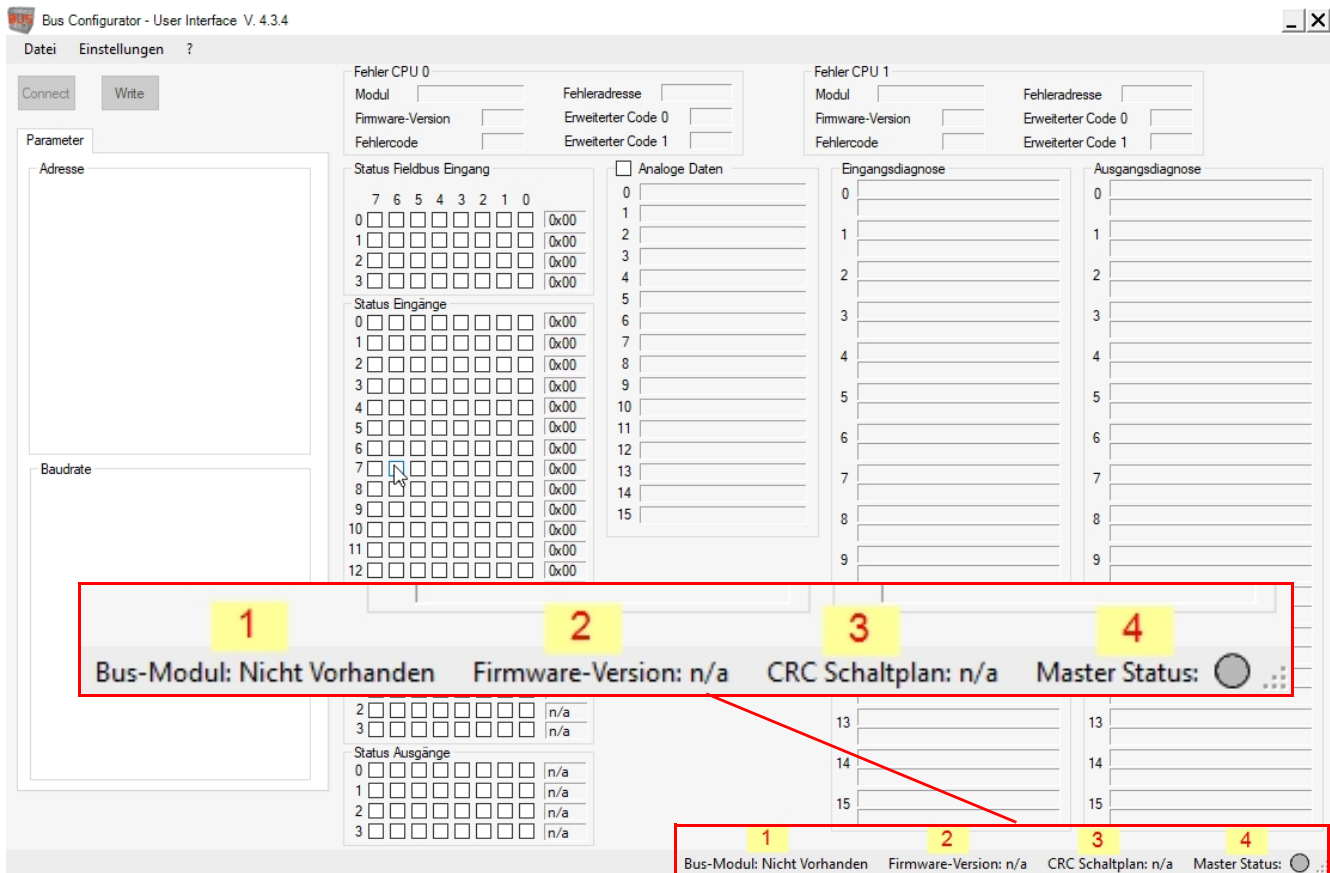 BUS
Bus Configurator - User Interface V. 4.3.4
Datei Einstellungen ?
Connect Write
Parameter
Adresse
Baudrate
Fehler CPU 0
Modul Fehleradresse
Firmware-Version Erweiterter Code 0
Fehlercode Erweiterter Code 1
Fehler CPU 1
Modul Fehleradresse
Firmware-Version Erweiterter Code 0
Fehlercode Erweiterter Code 1
Status Fieldbus Eingang
7 6 5 4 3 2 1 0
0 0x00
1 0x00
2 0x00
3 0x00
Status Eingänge
0 0x00
1 0x00
2 0x00
3 0x00
4 0x00
5 0x00
6 0x00
7 0x00
8 0x00
9 0x00
10 0x00
11 0x00
12 0x00
2 n/a
3 n/a
Status Ausgänge
0 n/a
1 n/a
2 n/a
3 n/a
Analoge Daten
0
1
2
3
4
5
6
7
8
9
10
11
12
13
14
15
Eingangsdiagnose
0
1
2
3
4
5
6
7
8
9
13
14
15
Ausgangsdiagnose
0
1
2
3
4
5
6
7
8
9
13
14
15
1 2 3 4
Bus-Modul: Nicht Vorhanden Firmware-Version: n/a CRC Schaltplan: n/a Master Status:
1 2 3 4
Bus-Modul: Nicht Vorhanden Firmware-Version: n/a CRC Schaltplan: n/a Master Status: